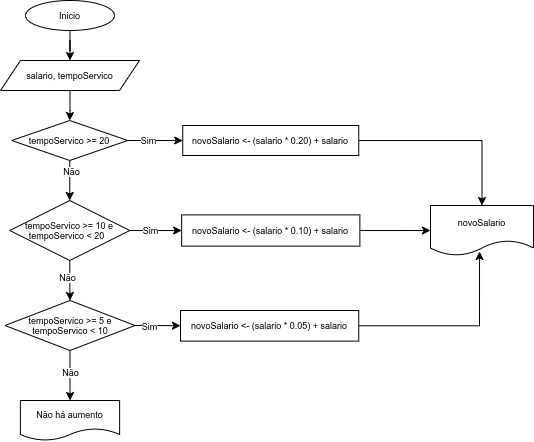 Inicio
salario, tempoServico
tempoServico >= 20
Sim
novoSalario <- (salario * 0.20) + salario
Não
tempoServico >= 10 e
tempoServico < 20
Sim
novoSalario <- (salario * 0.10) + salario
novoSalario
Não
tempoServico >= 5 e
tempoServico < 10
Sim
novoSalario <- (salario * 0.05) + salario
Não
Não há aumento